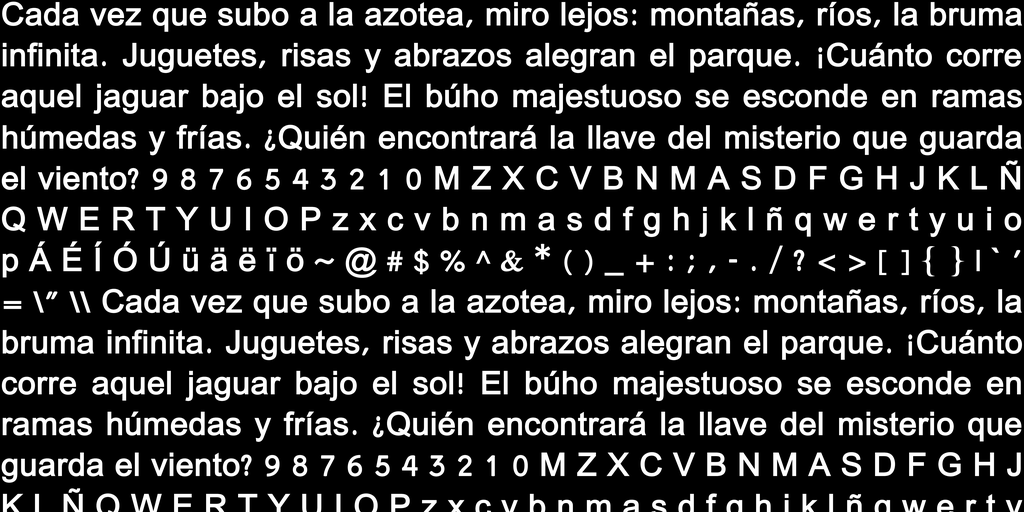 Cada vez que subo a la azotea, miro lejos: montañas, ríos, la bruma
infinita. Juguetes, risas y abrazos alegran el parque. ¡Cuánto corre
aquel jaguar bajo el sol! El búho majestuoso se esconde en ramas
húmedas y frías. ¿Quién encontrará la llave del misterio que guarda
el viento? 9 8 7 6 5 4 3 2 1 0 M Z X C V B N M A S D F G H J K L Ñ
Q W E R T Y U I O P z x c v b n m a s d f g h j k l ñ q w e r t y u i o
p Á É Í Ó Ú ü ä ë ï ö ~ @ # $ % ^ & * ( ) _ + : ; , - . / ? < > [ ] { } | ` ′
= \″ \\ Cada vez que subo a la azotea, miro lejos: montañas, ríos, la
bruma infinita. Juguetes, risas y abrazos alegran el parque. ¡Cuánto
corre aquel jaguar bajo el sol! El búho majestuoso se esconde en
ramas húmedas y frías. ¿Quién encontrará la llave del misterio que
guarda el viento? 9 8 7 6 5 4 3 2 1 0 M Z X C V B N M A S D F G H J
K L Ñ Q W E R T Y U I O P z x c v b n m a s d f g h j k l ñ q w e r t y